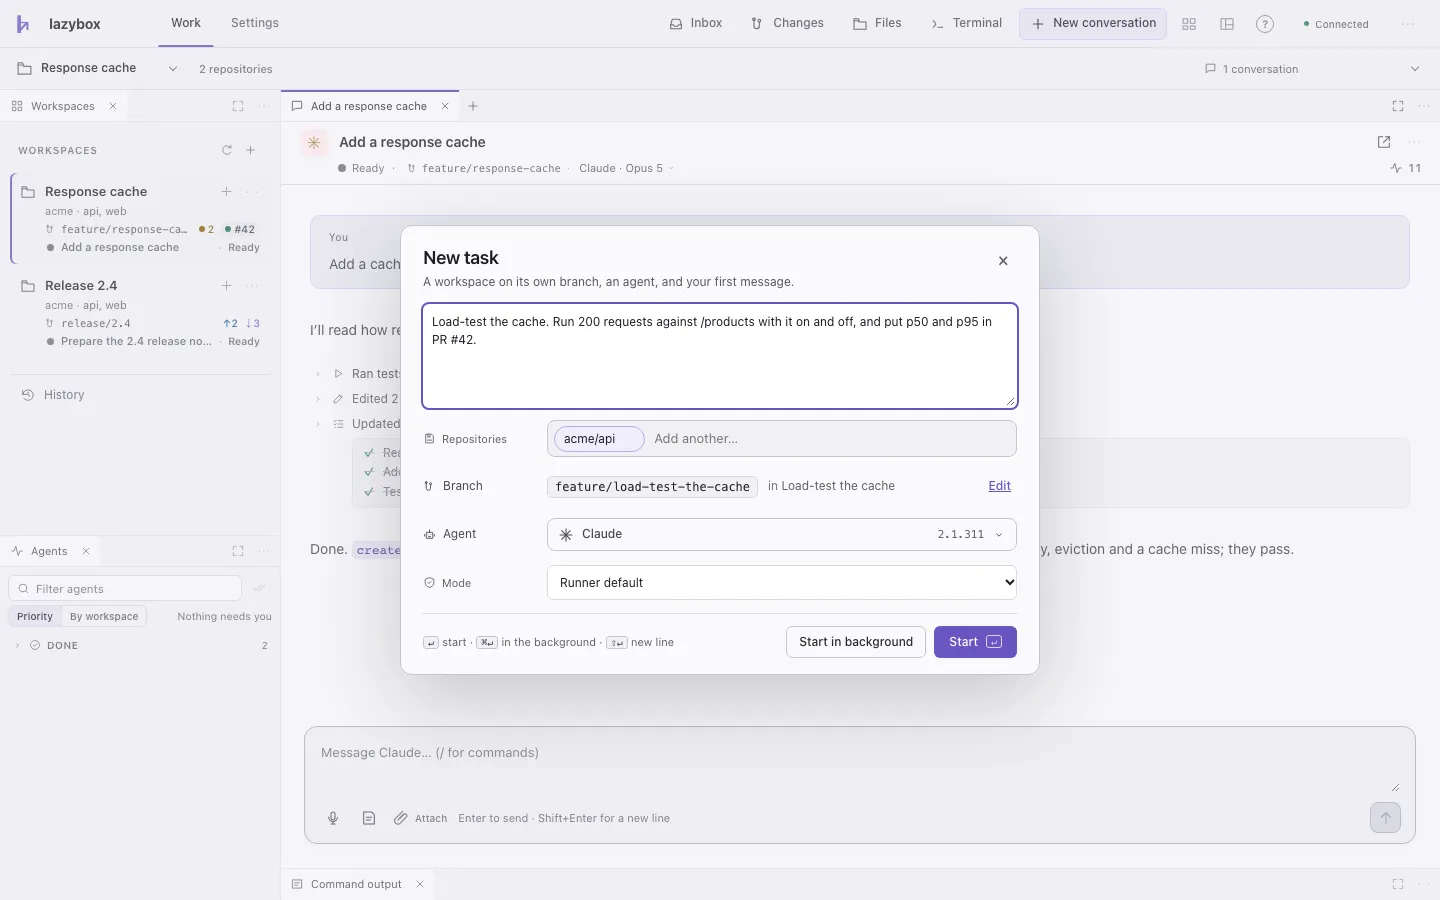 lazybox
Work
Settings
Inbox
Changes
Files
Terminal
New conversation
?
Connected
Response cache
2 repositories
1 conversation
Workspaces
Add a response cache
WORKSPACES
Response cache
acme · api, web
feature/response-ca… 2 #42
Add a response cache · Ready
Release 2.4
acme · api, web
release/2.4 ↑2 ↓3
Prepare the 2.4 release no… · Ready
History
Agents
Filter agents
Priority
By workspace
Nothing needs you
DONE 2
Add a response cache
Ready · feature/response-cache · Claude · Opus 5
11
You
Add a cach
I'll read how re
Ran tests
Edited 2
Updated
Rea
Add
Tes
Done. create
y, eviction and a cache miss; they pass.
New task
A workspace on its own branch, an agent, and your first message.
Load-test the cache. Run 200 requests against /products with it on and off, and put p50 and p95 in
PR #42.
Repositories
acme/api
Add another...
Branch
feature/load-test-the-cache
in Load-test the cache
Edit
Agent
Claude
2.1.311
Mode
Runner default
↵ start · ⌘↵ in the background · ⇧↵ new line
Start in background
Start ↵
Message Claude... (/ for commands)
Attach
Enter to send · Shift+Enter for a new line
Command output